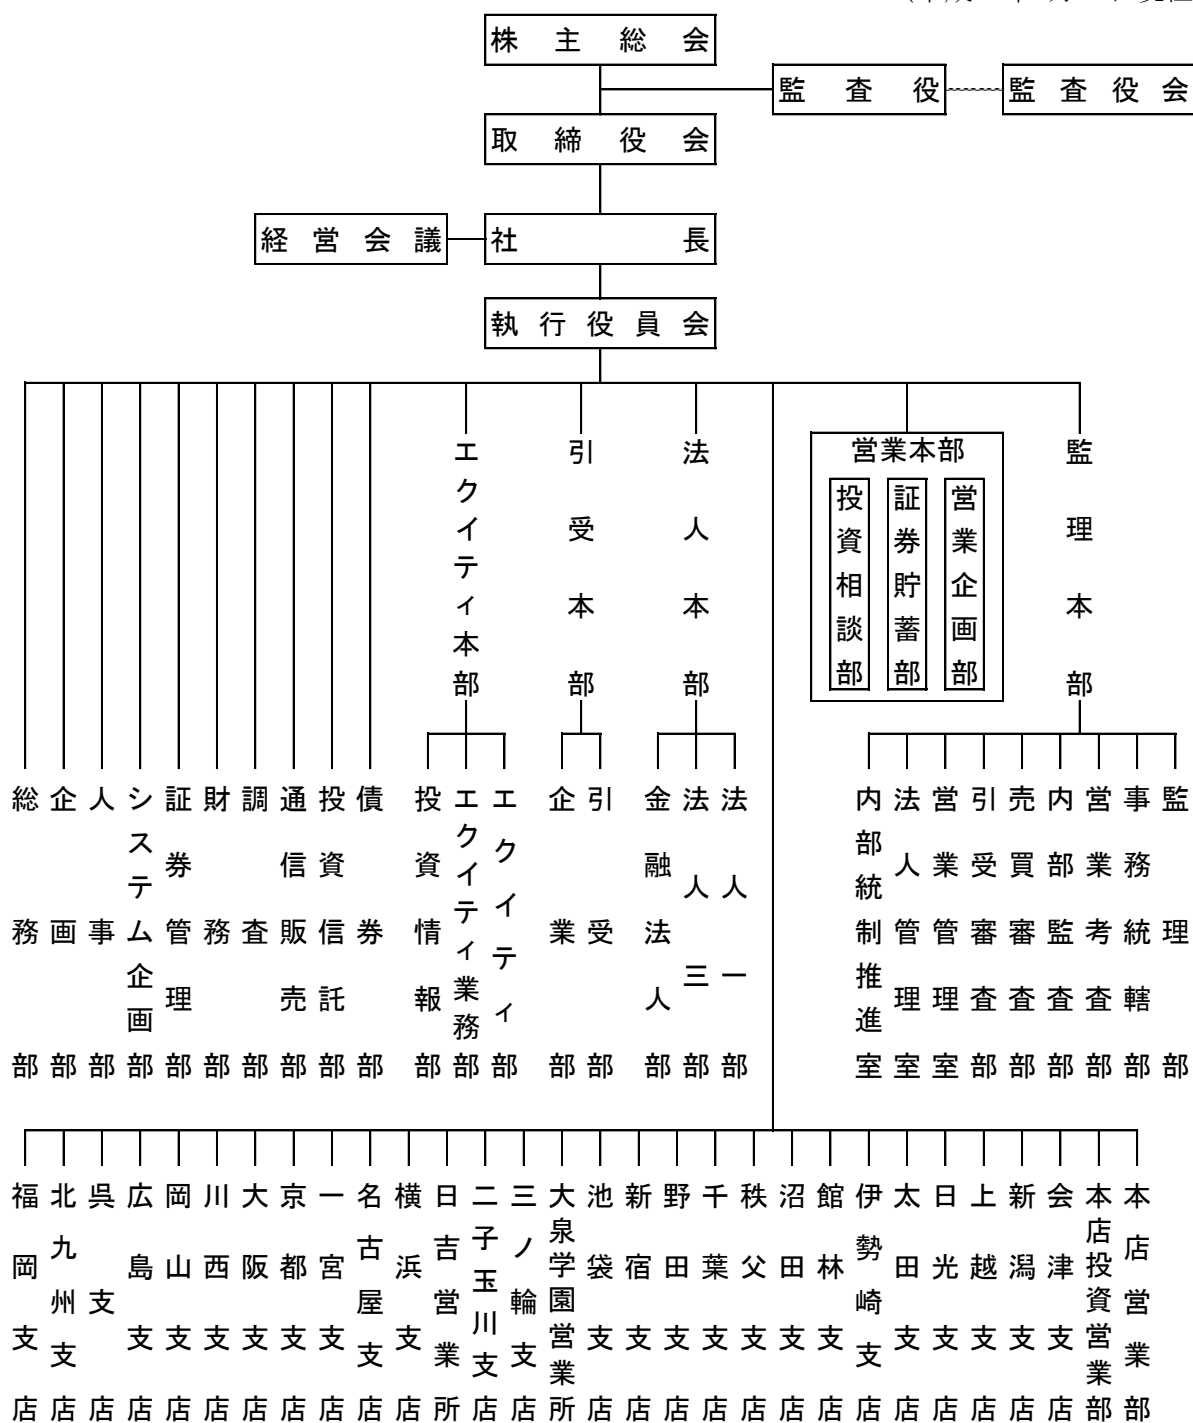 株主総会
監査役
監査役会
取締役会
経営会議
社長
執行役員会
エクイティ本部
引受本部
法人本部
営業本部
投資相談部
証券貯蓄部
営業企画部
監理本部
総務部
企画部
人事部
システム企画部
証券管理部
財務部
調査部
通信販売部
投資信託部
債券部
投資情報部
エクイティ業務部
エクイティ部
企業部
引受部
金融法人部
法人三部
法人一部
内部統制推進室
法人管理室
営業管理室
引受審査部
売買審査部
内部監査部
営業考査部
事務統轄部
監理部
福岡支店
北九州支店
呉支店
広島支店
岡山支店
川西支店
大阪支店
京都支店
一宮支店
名古屋支店
横浜支店
日吉営業所
二子玉川支店
三ノ輪支店
大泉学園営業所
池袋支店
新宿支店
野田支店
千葉支店
秩父支店
沼田支店
館林支店
伊勢崎支店
太田支店
日光支店
上越支店
新潟支店
会津支店
本店投資営業部
本店営業部